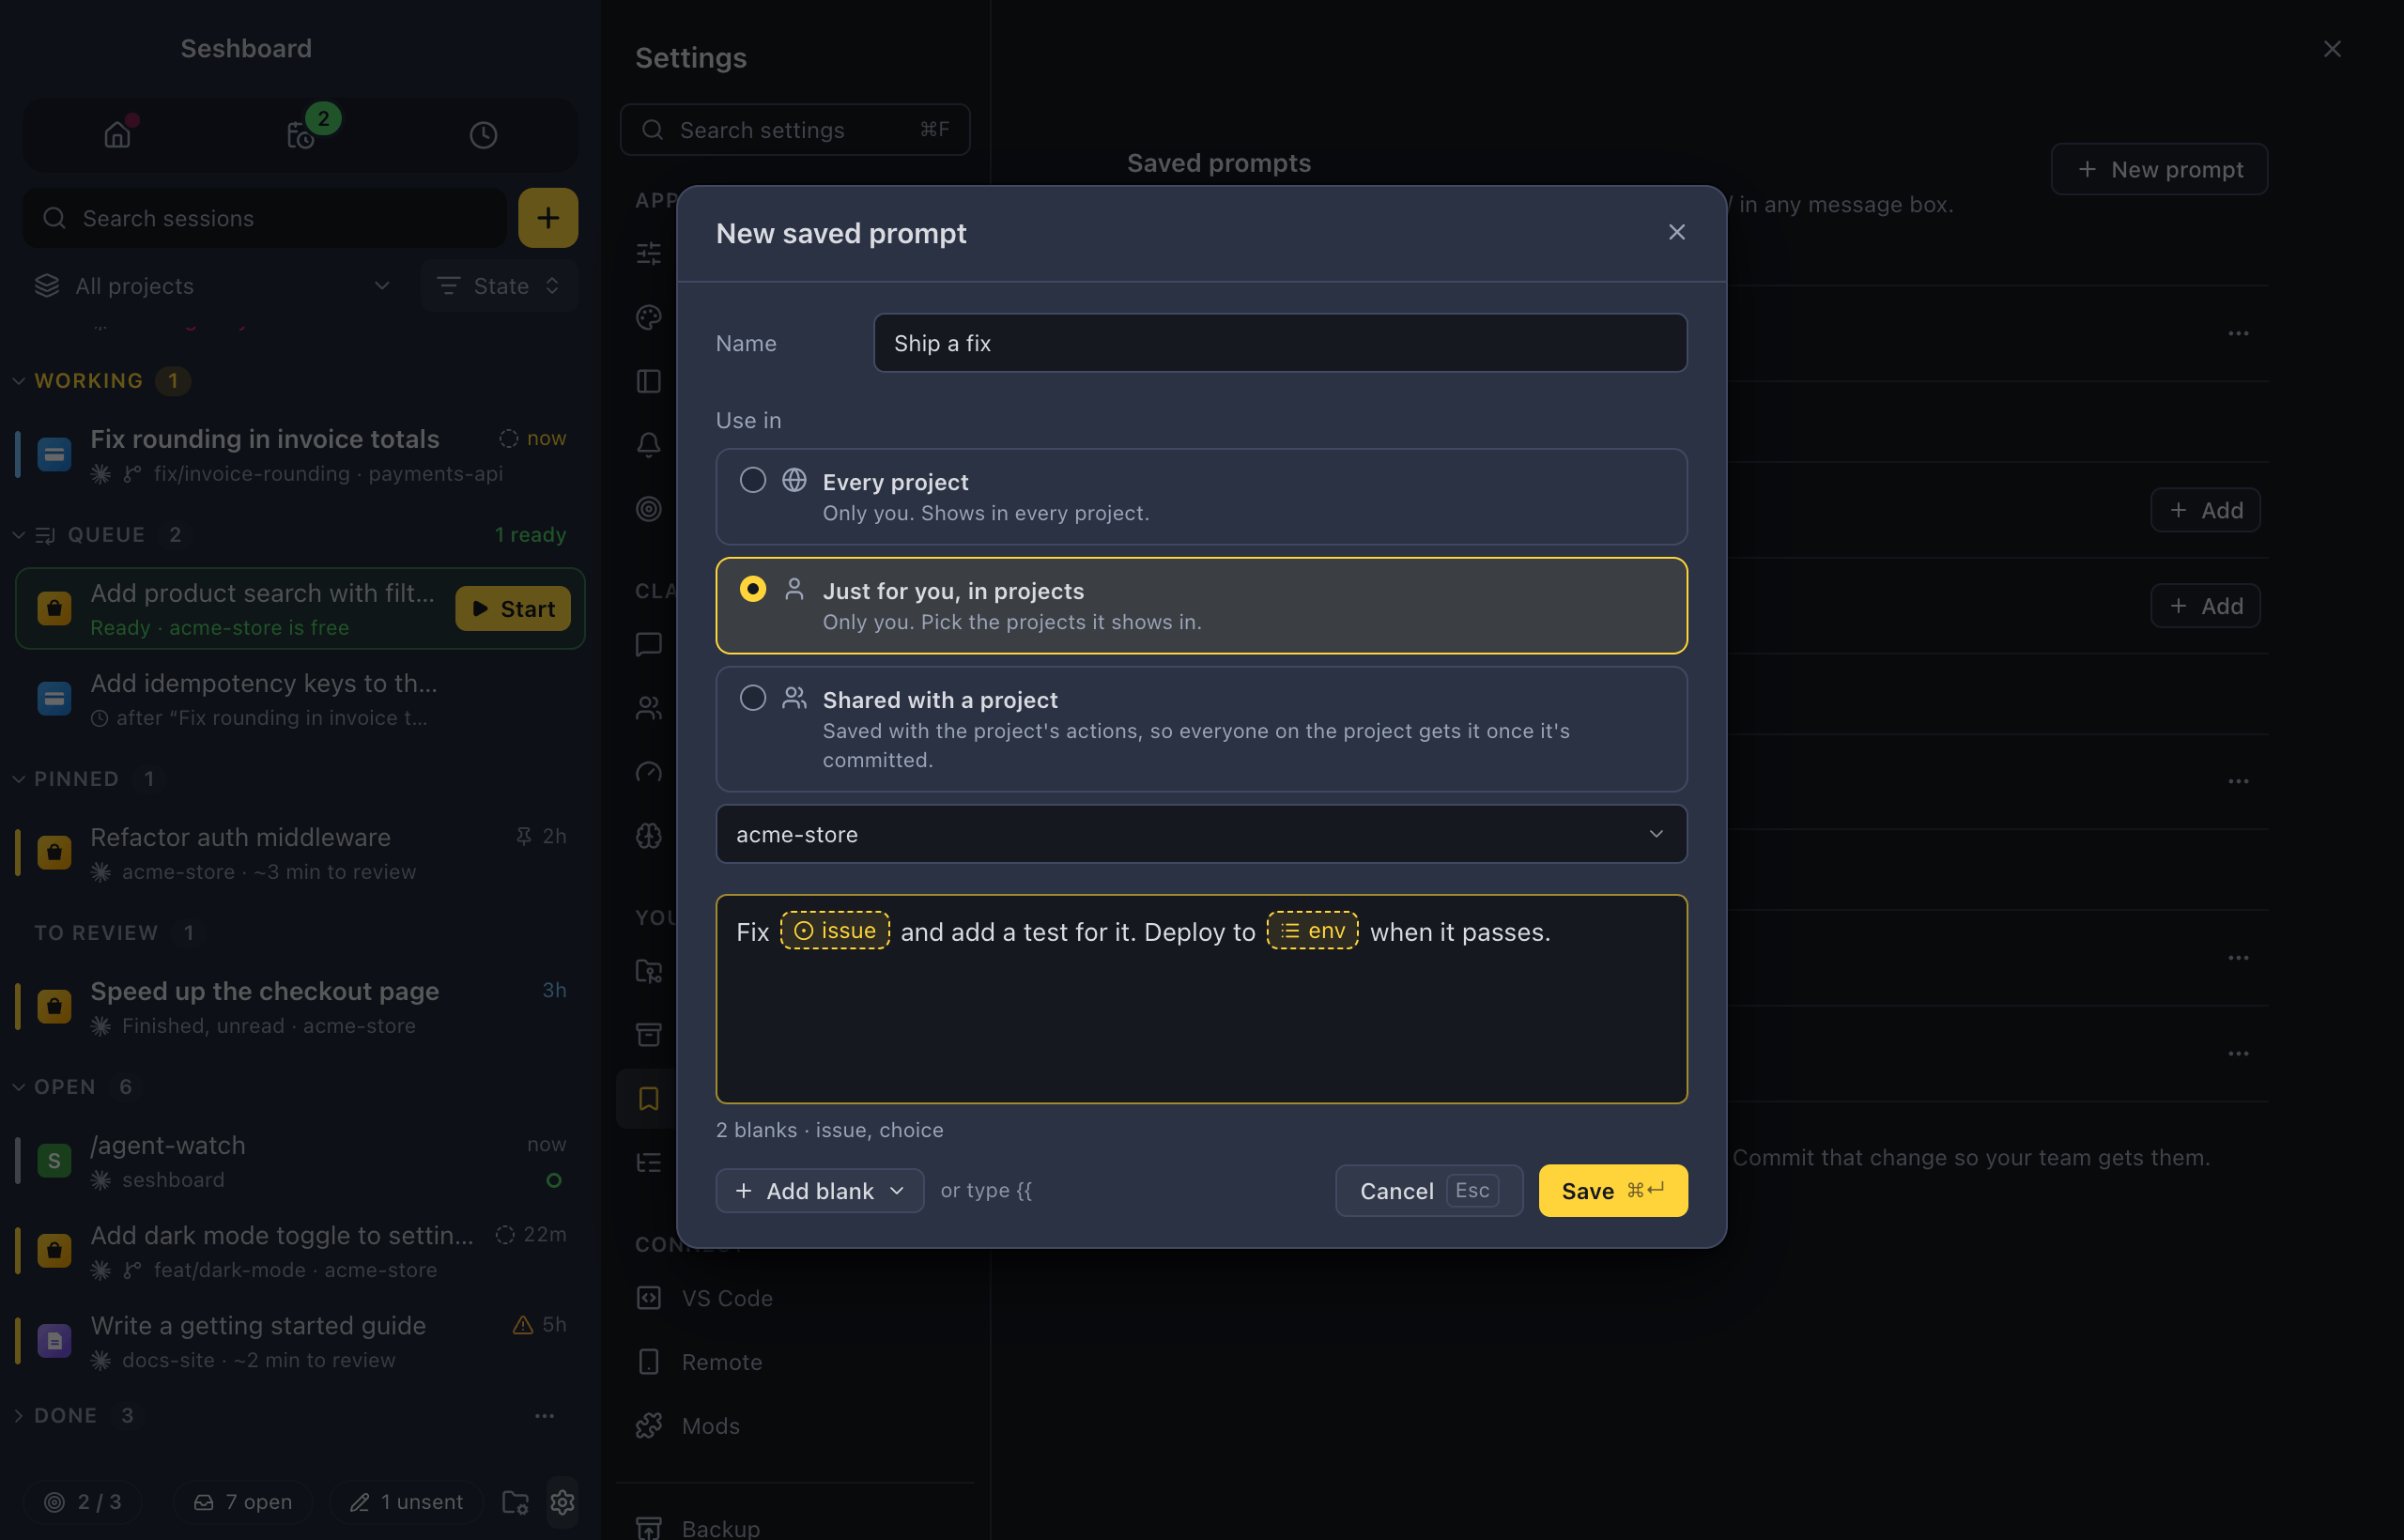 Seshboard
2
Search sessions
All projects
State
WORKING 1
Fix rounding in invoice totals
now
fix/invoice-rounding · payments-api
QUEUE 2
1 ready
Add product search with filt...
Ready · acme-store is free
Start
Add idempotency keys to th...
after “Fix rounding in invoice t...
PINNED 1
Refactor auth middleware
2h
acme-store · ~3 min to review
TO REVIEW 1
Speed up the checkout page
3h
Finished, unread · acme-store
OPEN 6
/agent-watch
now
S
seshboard
Add dark mode toggle to settin...
22m
feat/dark-mode · acme-store
Write a getting started guide
5h
docs-site · ~2 min to review
DONE 3
2 / 3
7 open
1 unsent
Settings
Search settings
⌘F
APP
CLA
YOU
VS Code
Remote
Mods
Backup
Saved prompts
/ in any message box.
New prompt
Add
Add
Commit that change so your team gets them.
New saved prompt
Name
Ship a fix
Use in
Every project
Only you. Shows in every project.
Just for you, in projects
Only you. Pick the projects it shows in.
Shared with a project
Saved with the project's actions, so everyone on the project gets it once it's
committed.
acme-store
Fix issue and add a test for it. Deploy to env when it passes.
2 blanks · issue, choice
Add blank
or type {{
Cancel Esc
Save ⌘↵